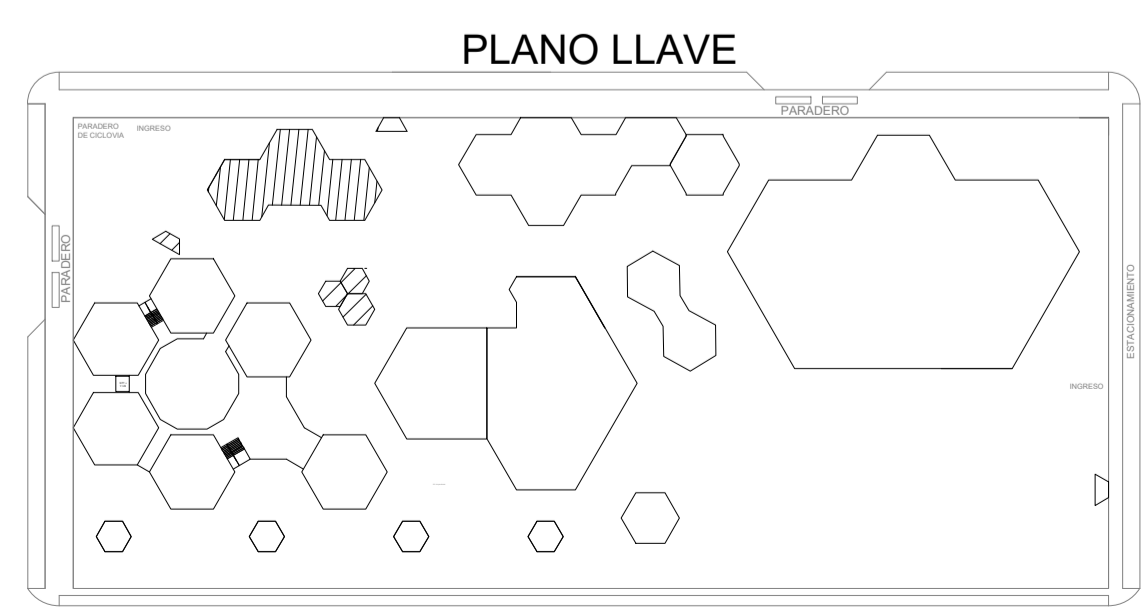 PLANO LLAVE
PARADERO
PARADERO
DE CICLOVIA
INGRESO
PARADERO
ESTACIONAMIENTO
INGRESO